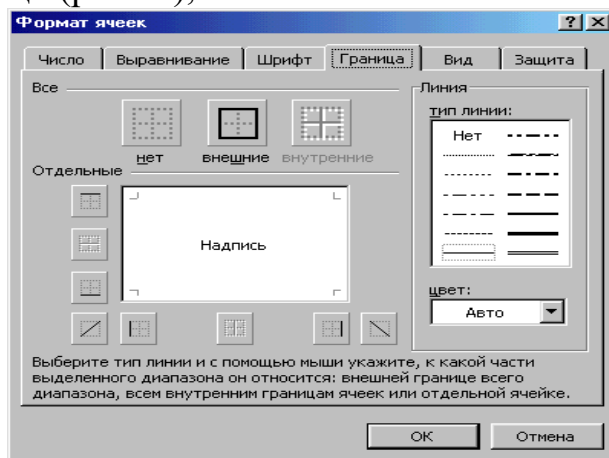 Формат ячеек
Число Выравнивание Шрифт Граница Вид Защита
Все
нет внешние внутренние
Отдельные
Надпись
Линия
тип линии:
Нет
цвет:
Авто
Выберите тип линии и с помощью мыши укажите, к какой части
выделенного диапазона он относится: внешней границе всего
диапазона, всем внутренним границам ячеек или отдельной ячейке.
ОК Отмена